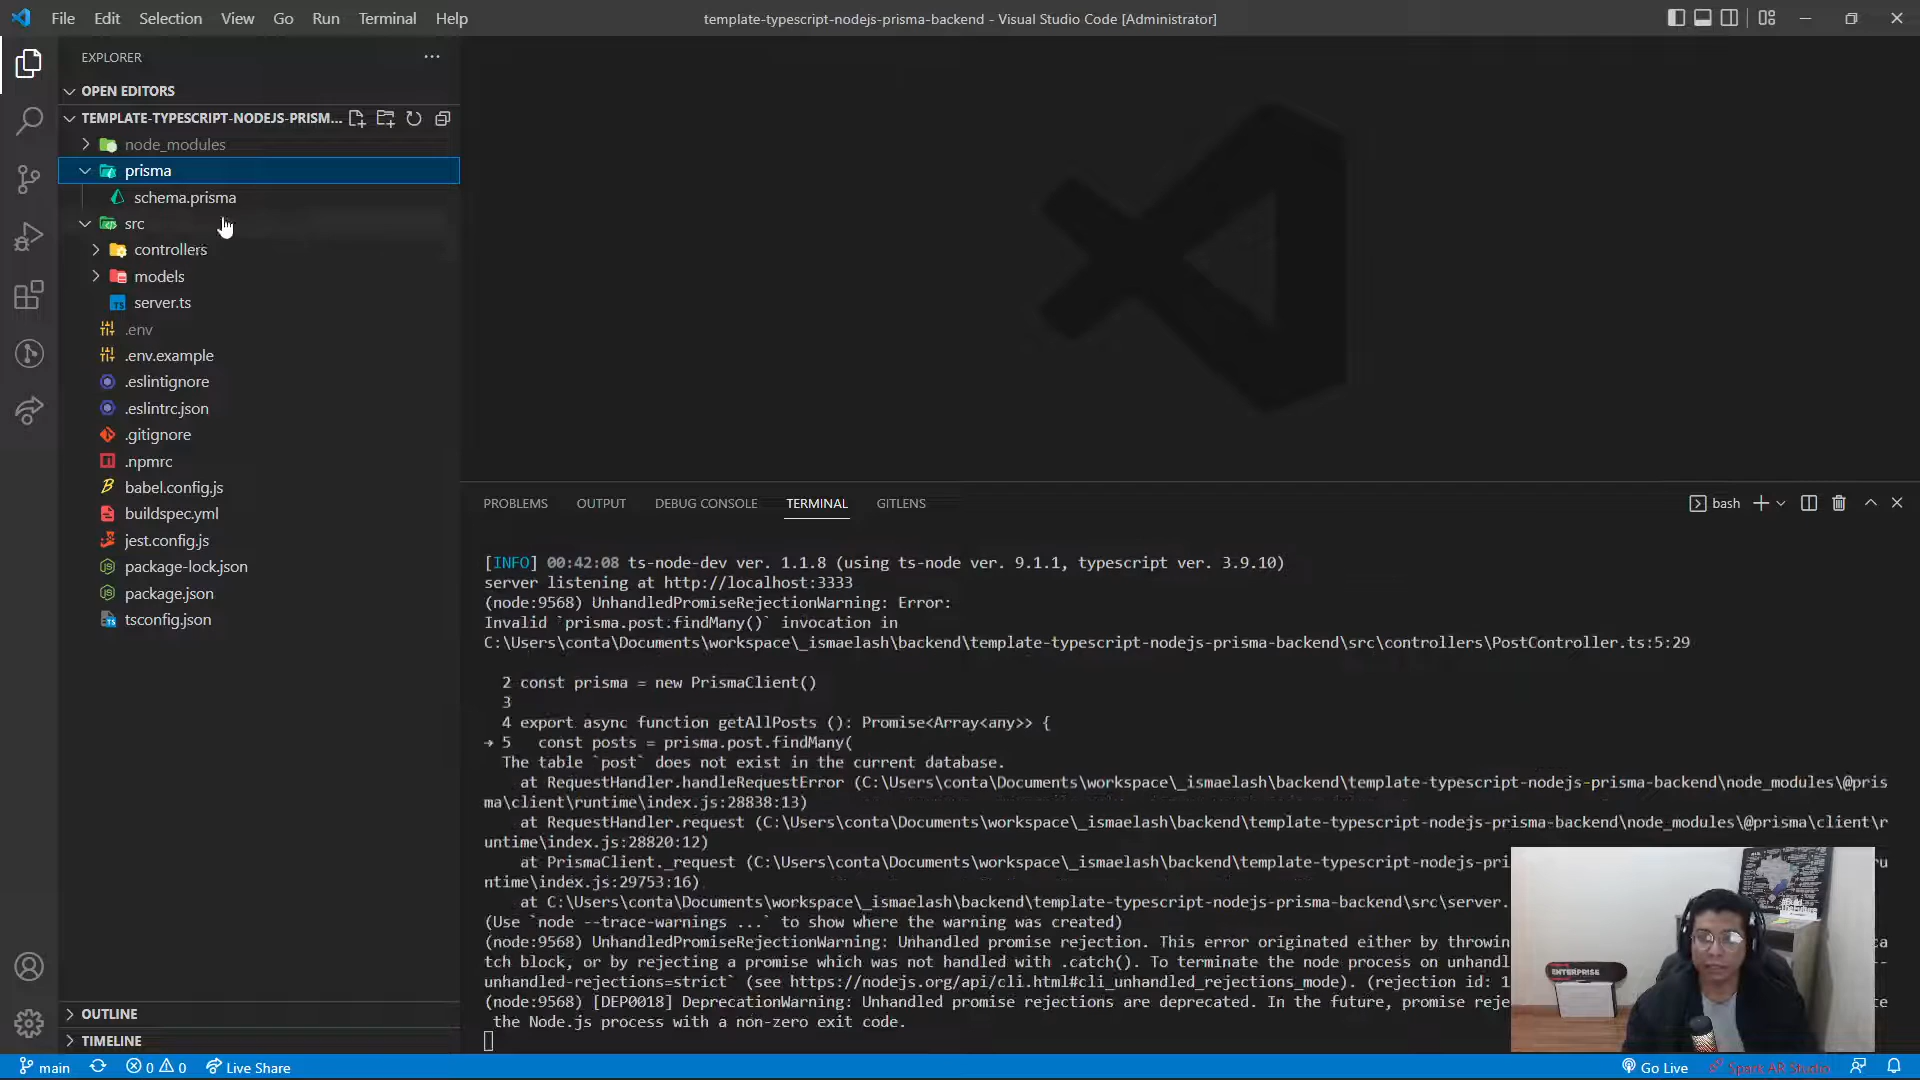 File Edit Selection View Go Run Terminal Help
template-typescript-nodejs-prisma-backend - Visual Studio Code [Administrator]
EXPLORER
OPEN EDITORS
TEMPLATE-TYPESCRIPT-NODEJS-PRISM...
node_modules
prisma
schema.prisma
src
controllers
models
server.ts
.env
.env.example
.eslintignore
.eslintrc.json
.gitignore
.npmrc
babel.config.js
buildspec.yml
jest.config.js
package-lock.json
package.json
tsconfig.json
OUTLINE
TIMELINE
PROBLEMS OUTPUT DEBUG CONSOLE TERMINAL GITLENS
bash
[INFO] 00:42:08 ts-node-dev ver. 1.1.8 (using ts-node ver. 9.1.1, typescript ver. 3.9.10)
server listening at http://localhost:3333
(node:9568) UnhandledPromiseRejectionWarning: Error:
Invalid `prisma.post.findMany()` invocation in
C:\Users\conta\Documents\workspace\_ismaelash\backend\template-typescript-nodejs-prisma-backend\src\controllers\PostController.ts:5:29
2 const prisma = new PrismaClient()
3
4 export async function getAllPosts (): Promise<Array<any>> {
→ 5 const posts = prisma.post.findMany(
The table `post` does not exist in the current database.
at RequestHandler.handleRequestError (C:\Users\conta\Documents\workspace\_ismaelash\backend\template-typescript-nodejs-prisma-backend\node_modules\@pris
ma\client\runtime\index.js:28838:13)
at RequestHandler.request (C:\Users\conta\Documents\workspace\_ismaelash\backend\template-typescript-nodejs-prisma-backend\node_modules\@prisma\client\r
untime\index.js:28820:12)
at PrismaClient._request (C:\Users\conta\Documents\workspace\_ismaelash\backend\template-typescript-nodejs-pri ru
ntime\index.js:29753:16)
at C:\Users\conta\Documents\workspace\_ismaelash\backend\template-typescript-nodejs-prisma-backend\src\server.
(Use `node --trace-warnings ...` to show where the warning was created)
(node:9568) UnhandledPromiseRejectionWarning: Unhandled promise rejection. This error originated either by throwin ca
tch block, or by rejecting a promise which was not handled with .catch(). To terminate the node process on unhandl --
unhandled-rejections=strict` (see https://nodejs.org/api/cli.html#cli_unhandled_rejections_mode). (rejection id: 1
(node:9568) [DEP0018] DeprecationWarning: Unhandled promise rejections are deprecated. In the future, promise reje te
the Node.js process with a non-zero exit code.
ENTERPRISE
main 0 0 Live Share
Go Live Spark AR Studio